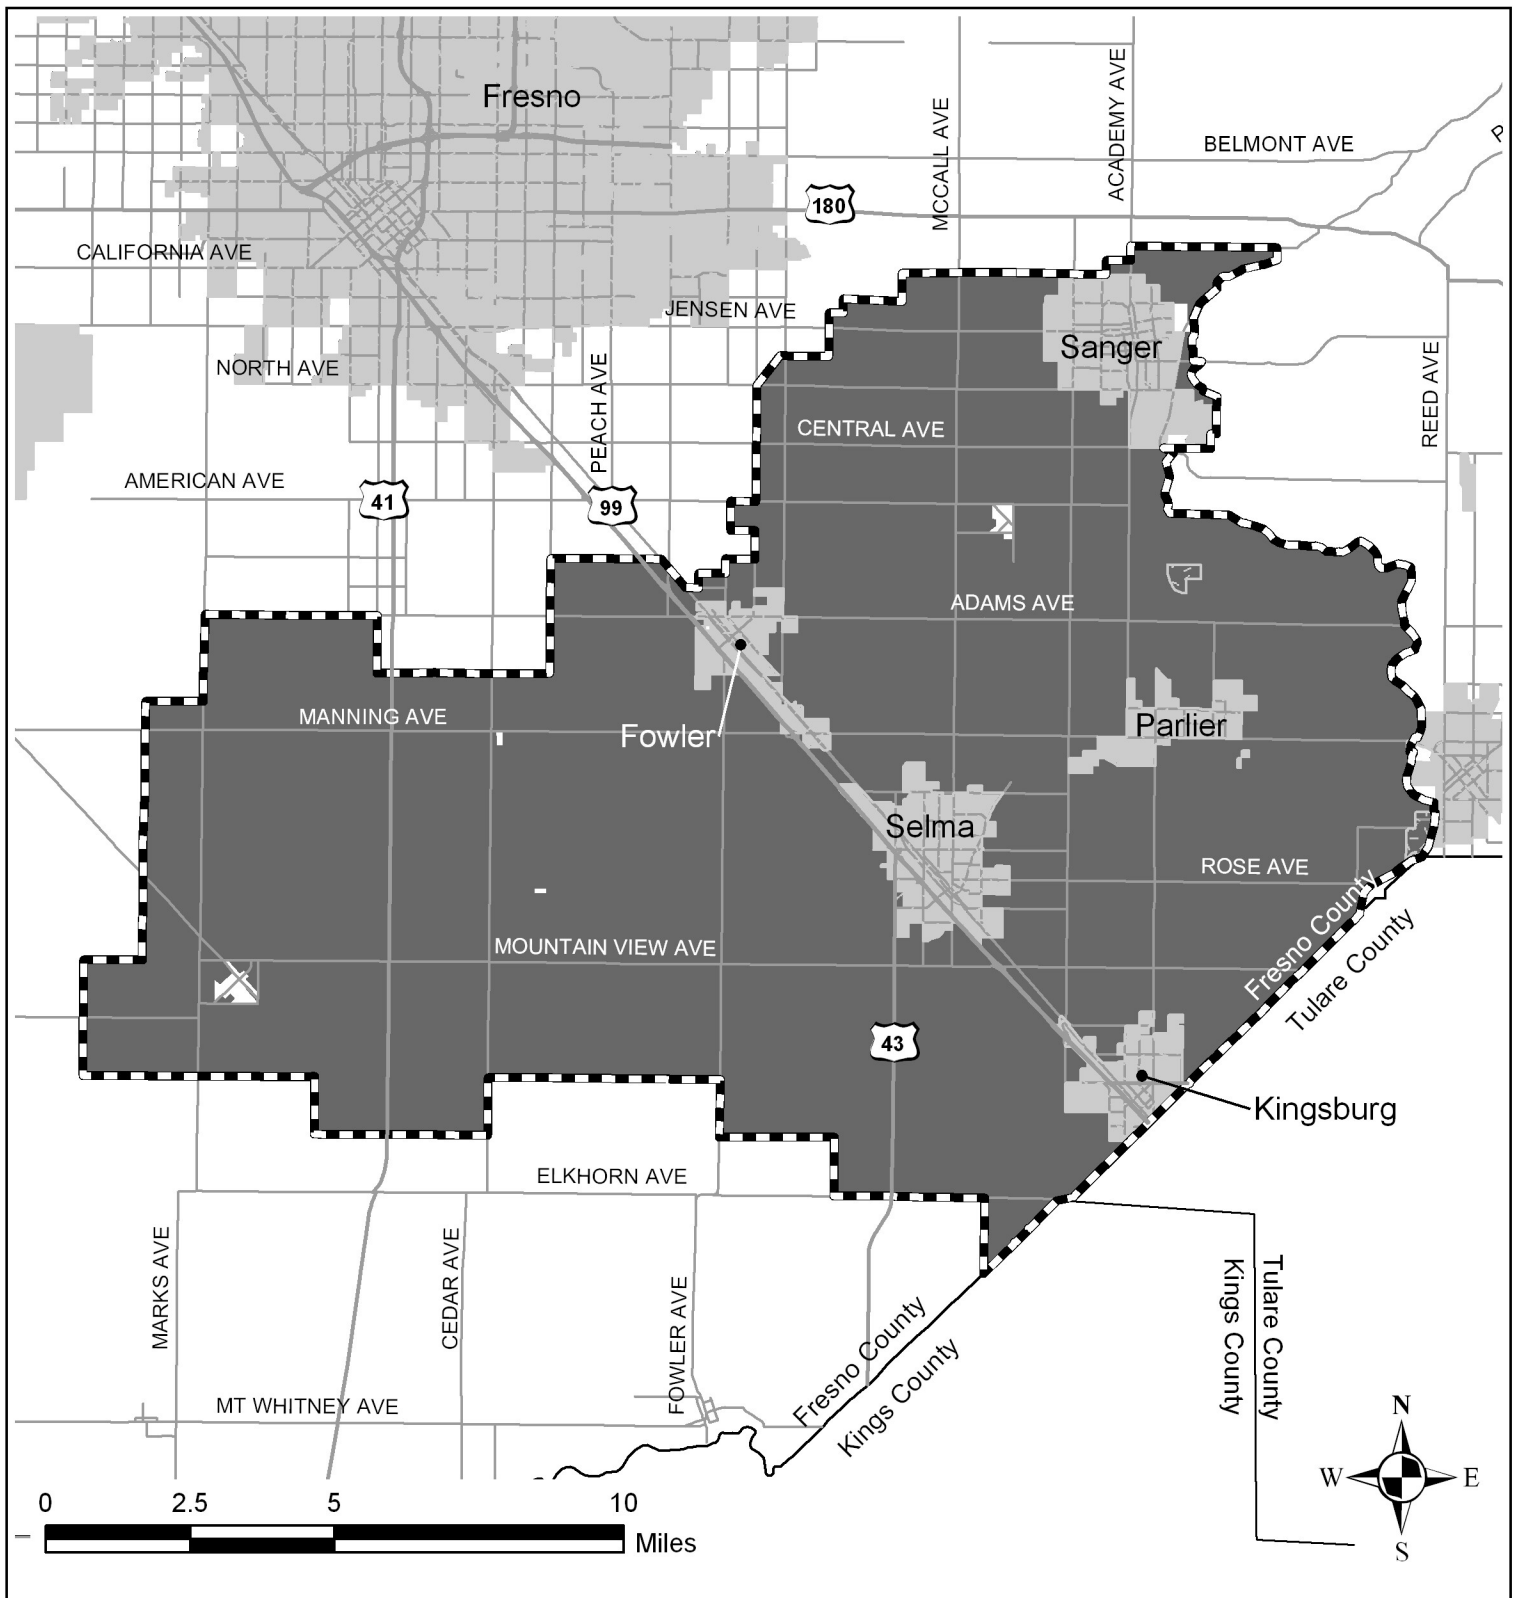 Fresno
MCCALL AVE
ACADEMY AVE
BELMONT AVE
P
180
CALIFORNIA AVE
JENSEN AVE
Sanger
NORTH AVE
PEACH AVE
REED AVE
CENTRAL AVE
AMERICAN AVE
41
99
ADAMS AVE
MANNING AVE
Fowler
Parlier
Selma
ROSE AVE
MOUNTAIN VIEW AVE
Fresno County
Tulare County
43
Kingsburg
ELKHORN AVE
MARKS AVE
CEDAR AVE
FOWLER AVE
Fresno County
Kings County
Tulare County
Kings County
MT WHITNEY AVE
N
W
E
S
0 2.5 5 10
Miles